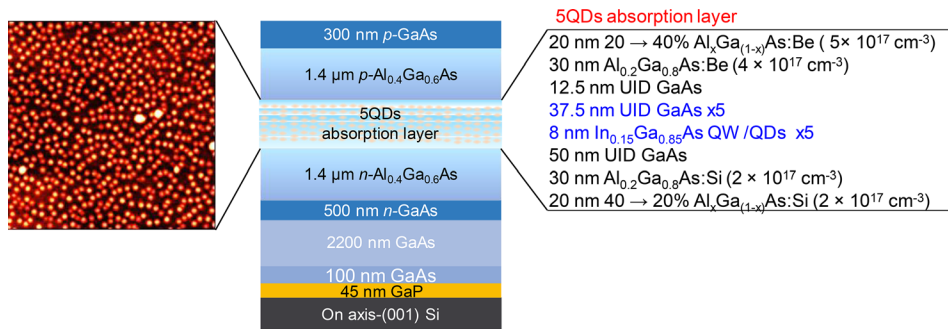 300 nm p-GaAs
1.4 µm p-Al₀.₄Ga₀.₆As
5QDs
absorption layer
1.4 µm n-Al₀.₄Ga₀.₆As
500 nm n-GaAs
2200 nm GaAs
100 nm GaAs
45 nm GaP
On axis-(001) Si
5QDs absorption layer
20 nm 20 → 40% AlₓGa₍₁₋ₓ₎As:Be ( 5× 10¹⁷ cm⁻³)
30 nm Al₀.₂Ga₀.₈As:Be (4 × 10¹⁷ cm⁻³)
12.5 nm UID GaAs
37.5 nm UID GaAs x5
8 nm In₀.₁₅Ga₀.₈₅As QW /QDs x5
50 nm UID GaAs
30 nm Al₀.₂Ga₀.₈As:Si (2 × 10¹⁷ cm⁻³)
20 nm 40 → 20% AlₓGa₍₁₋ₓ₎As:Si (2 × 10¹⁷ cm⁻³)